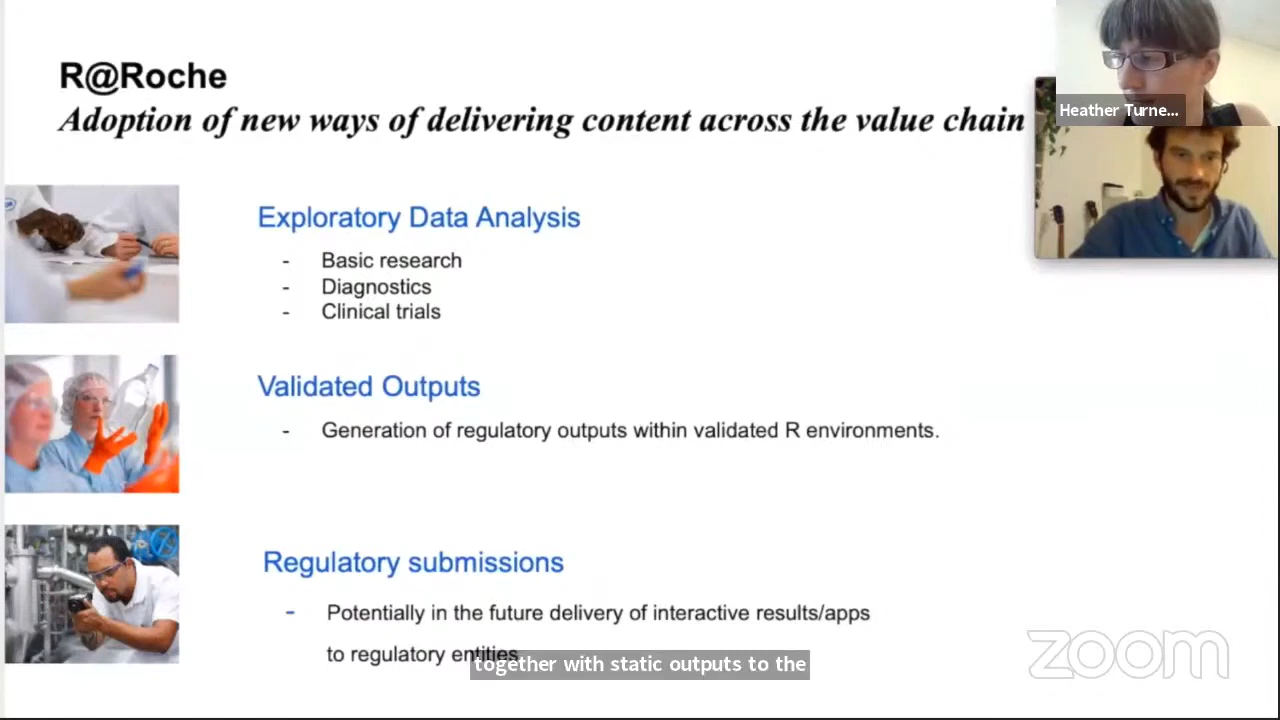 R@Roche
Adoption of new ways of delivering content across the value chain
Heather Turne...
Exploratory Data Analysis
- Basic research
- Diagnostics
- Clinical trials
Validated Outputs
- Generation of regulatory outputs within validated R environments.
Regulatory submissions
- Potentially in the future delivery of interactive results/apps
to regulatory entities
together with static outputs to the
zoom